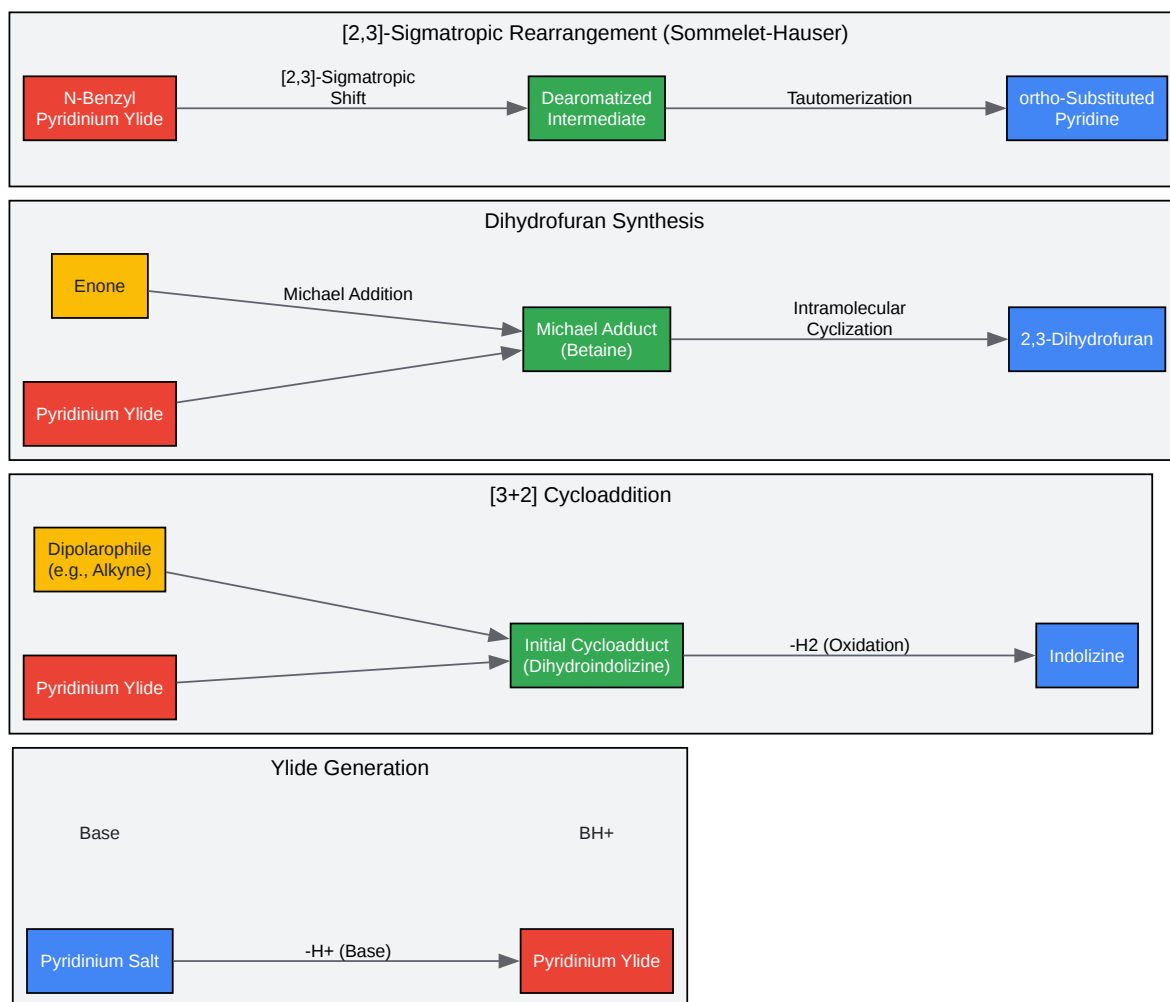 [2,3]-Sigmatropic Rearrangement (Sommelet-Hauser)
N-Benzyl
Pyridinium Ylide
[2,3]-Sigmatropic
Shift
Dearomatized
Intermediate
Tautomerization
ortho-Substituted
Pyridine
Dihydrofuran Synthesis
Enone
Michael Addition
Pyridinium Ylide
Michael Adduct
(Betaine)
Intramolecular
Cyclization
2,3-Dihydrofuran
[3+2] Cycloaddition
Dipolarophile
(e.g., Alkyne)
Pyridinium Ylide
Initial Cycloadduct
(Dihydroindolizine)
-H2 (Oxidation)
Indolizine
Ylide Generation
Base
BH+
Pyridinium Salt
-H+ (Base)
Pyridinium Ylide